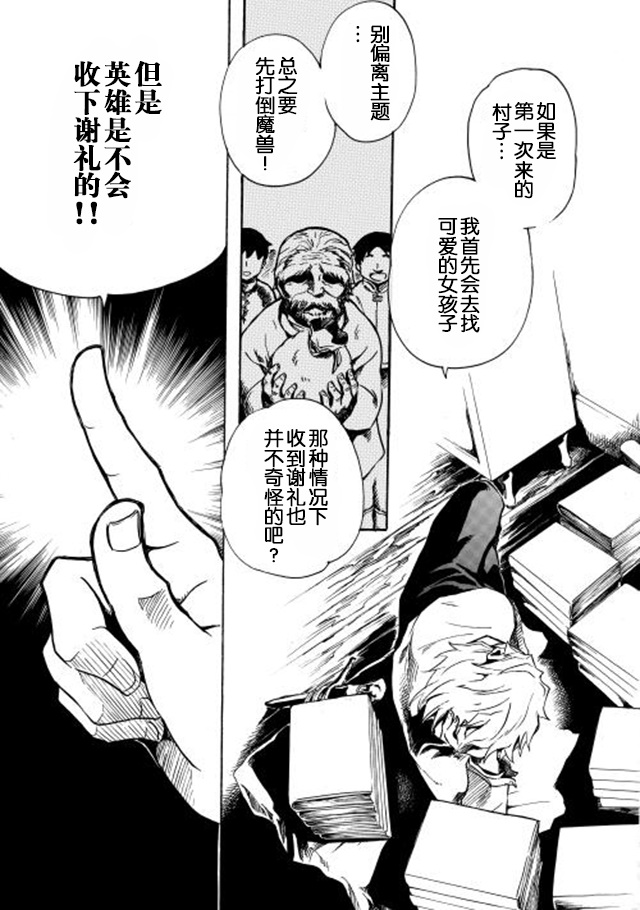 如果是
第一次来的
村子…
我首先会去找
可爱的女孩子
别偏离主题
…
总之要
先打倒魔兽！
那种情况下
收到谢礼也
并不奇怪的吧？
但是
英雄是不会
收下谢礼的！！